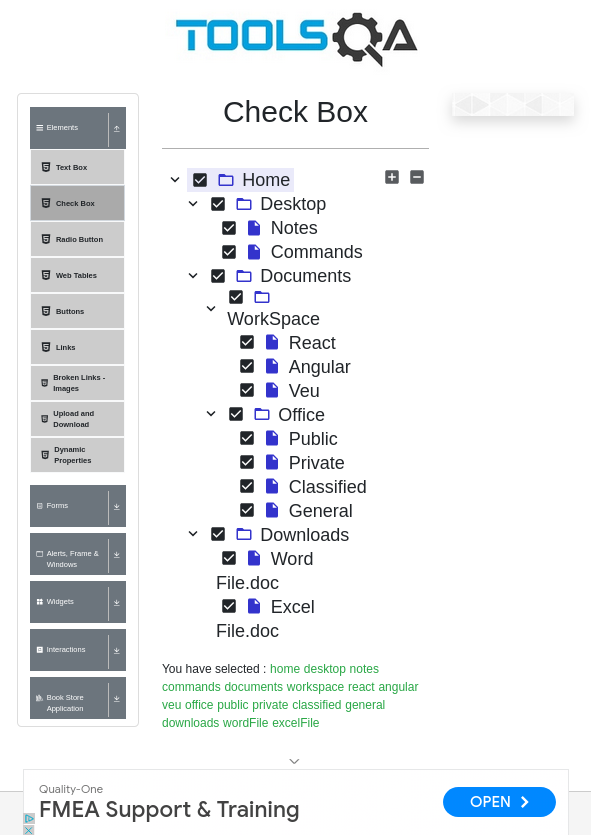 TOOLSQA
Check Box
Elements
Text Box
Check Box
Radio Button
Web Tables
Buttons
Links
Broken Links -
Images
Upload and
Download
Dynamic
Properties
Forms
Alerts, Frame &
Windows
Widgets
Interactions
Book Store
Application
Home
Desktop
Notes
Commands
Documents
WorkSpace
React
Angular
Veu
Office
Public
Private
Classified
General
Downloads
Word
File.doc
Excel
File.doc
You have selected : home desktop notes
commands documents workspace react angular
veu office public private classified general
downloads wordFile excelFile
Quality-One
FMEA Support & Training
OPEN